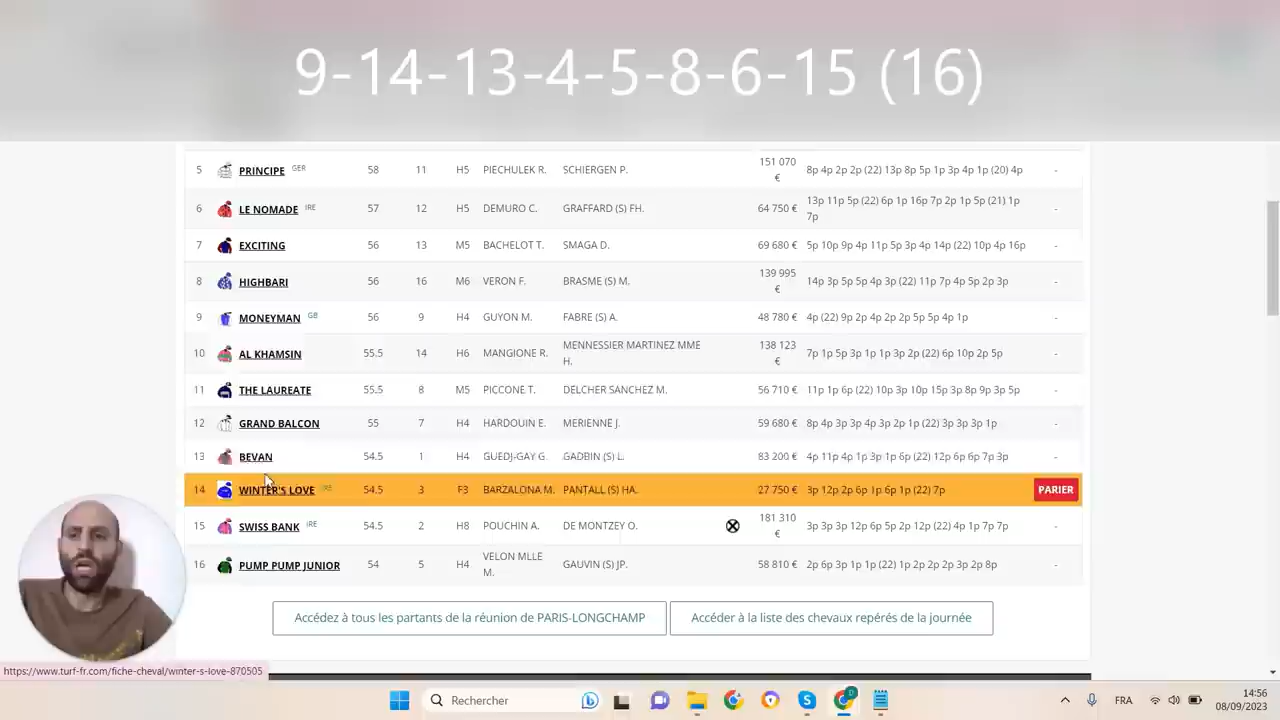 9-14-13-4-5-8-6-15 (16)
5 PRINCIPE GER 58 11 H5 PIECHULEK R. SCHIERGEN P. 151 070 € 8p 4p 2p 2p (22) 13p 8p 5p 1p 3p 4p 1p (20) 4p -
6 LE NOMADE IRE 57 12 H5 DEMURO C. GRAFFARD (S) FH. 64 750 € 13p 11p 5p (22) 6p 1p 16p 7p 2p 1p 5p (21) 1p 7p -
7 EXCITING 56 13 M5 BACHELOT T. SMAGA D. 69 680 € 5p 10p 9p 4p 11p 5p 3p 4p 14p (22) 10p 4p 16p -
8 HIGHBARI 56 16 M6 VERON F. BRASME (S) M. 139 995 € 14p 3p 5p 5p 4p 3p (22) 11p 7p 4p 5p 2p 3p -
9 MONEYMAN GB 56 9 H4 GUYON M. FABRE (S) A. 48 780 € 4p (22) 9p 2p 4p 2p 2p 5p 5p 4p 1p -
10 AL KHAMSIN 55.5 14 H6 MANGIONE R. MENNESSIER MARTINEZ MME H. 138 123 € 7p 1p 5p 3p 1p 1p 3p 2p (22) 6p 10p 2p 5p -
11 THE LAUREATE 55.5 8 M5 PICCONE T. DELCHER SANCHEZ M. 56 710 € 11p 1p 6p (22) 10p 3p 10p 15p 3p 8p 9p 3p 5p -
12 GRAND BALCON 55 7 H4 HARDOUIN E. MERIENNE J. 59 680 € 8p 4p 3p 3p 4p 3p 2p 1p (22) 3p 3p 3p 1p -
13 BEVAN 54.5 1 H4 GUEDJ-GAY G. GADBIN (S) L. 83 200 € 4p 11p 4p 1p 3p 1p 6p (22) 12p 6p 6p 7p 3p -
14 WINTER'S LOVE IRE 54.5 3 F3 BARZALONA M. PANTALL (S) HA. 27 750 € 3p 12p 2p 6p 1p 6p 1p (22) 7p PARIER
15 SWISS BANK IRE 54.5 2 H8 POUCHIN A. DE MONTZEY O. 181 310 € 3p 3p 3p 12p 6p 5p 2p 12p (22) 4p 1p 7p 7p -
16 PUMP PUMP JUNIOR 54 5 H4 VELON MLLE M. GAUVIN (S) JP. 58 810 € 2p 6p 3p 1p 1p (22) 1p 2p 2p 2p 3p 2p 8p -
Accédez à tous les partants de la réunion de PARIS-LONGCHAMP Accéder à la liste des chevaux repérés de la journée
https://www.turf-fr.com/fiche-cheval/winter-s-love-870505
Rechercher FRA 14:56
08/09/2023